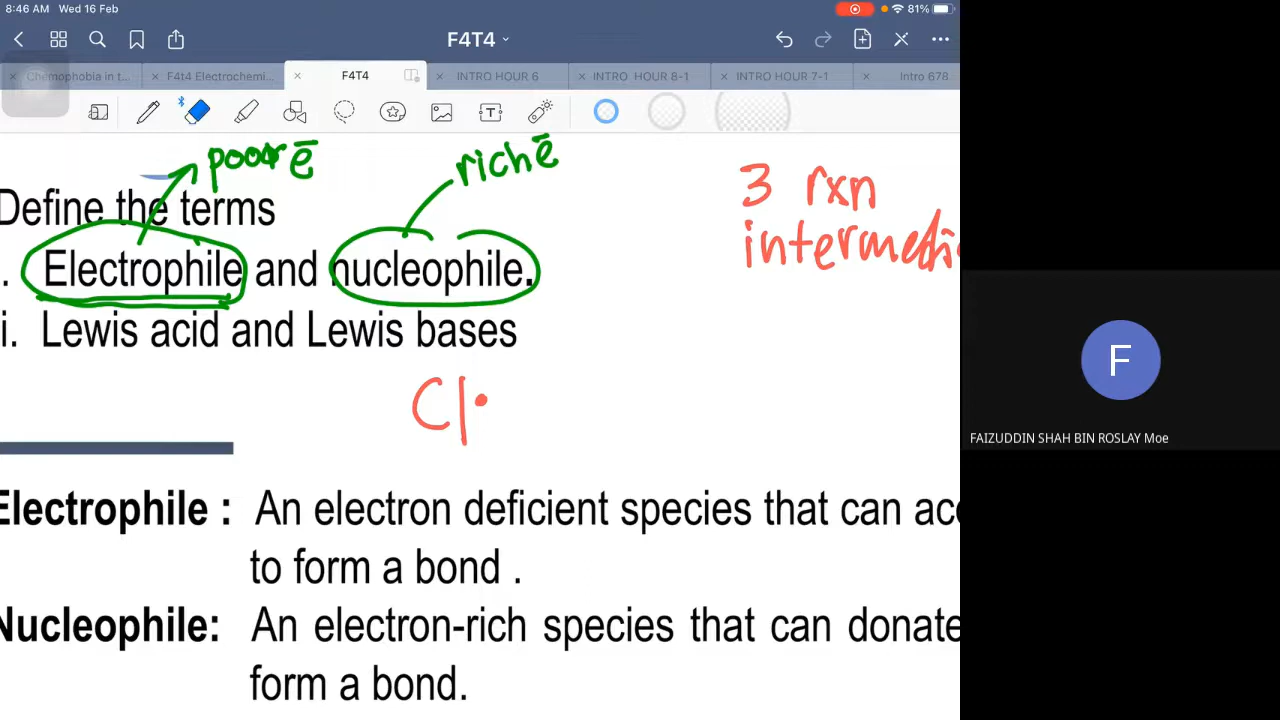 8:46 AM Wed 16 Feb
81%
F4T4
Chemophobia in t...
F4t4 Electrochemi...
F4T4
INTRO HOUR 6
INTRO HOUR 8-1
INTRO HOUR 7-1
Intro 678
poor ē
rich ē
3 rxn
intermedi
Define the terms
. Electrophile and nucleophile.
i. Lewis acid and Lewis bases
Cl•
Electrophile : An electron deficient species that can acc
to form a bond .
Nucleophile: An electron-rich species that can donate
form a bond.
F
FAIZUDDIN SHAH BIN ROSLAY Moe